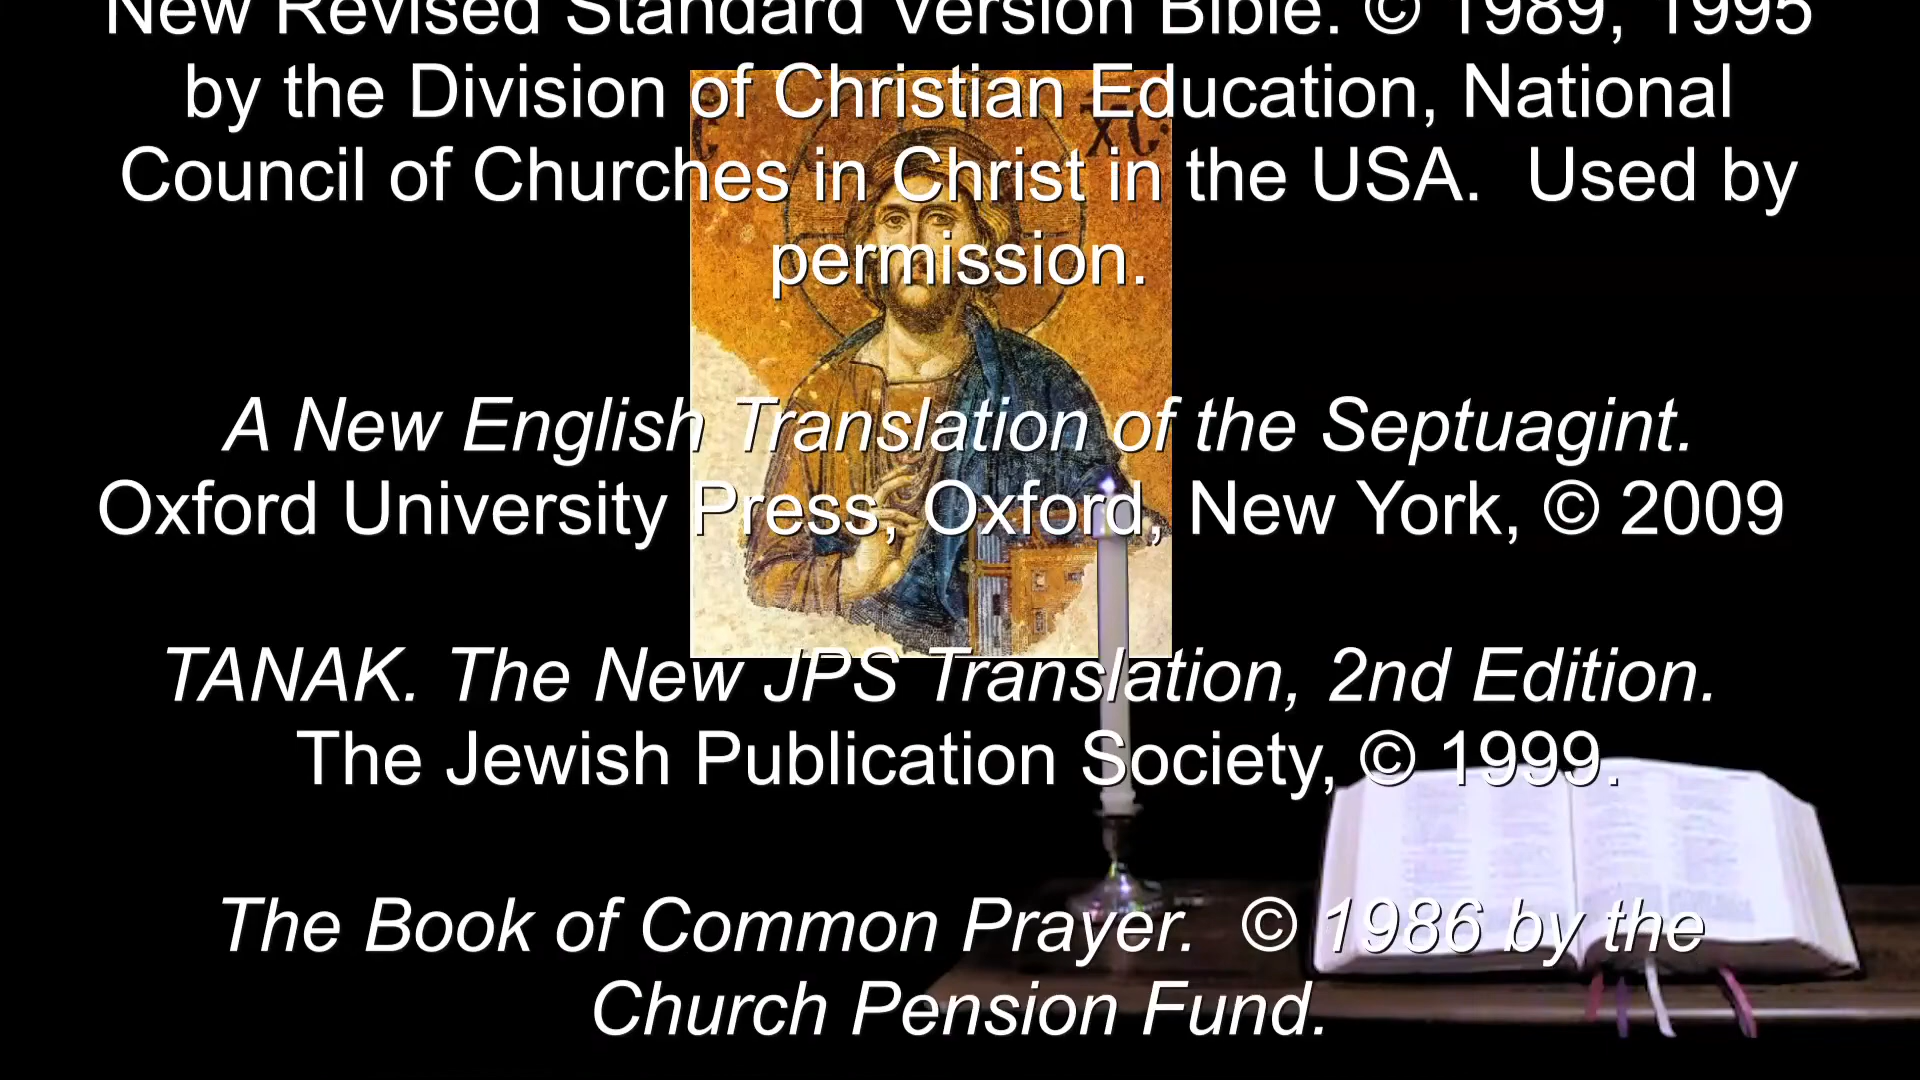 New Revised Standard Version Bible. © 1989, 1995
by the Division of Christian Education, National
Council of Churches in Christ in the USA.  Used by
permission.
A New English Translation of the Septuagint.
Oxford University Press, Oxford, New York, © 2009
TANAK. The New JPS Translation, 2nd Edition.
The Jewish Publication Society, © 1999.
The Book of Common Prayer.  © 1986 by the
Church Pension Fund.